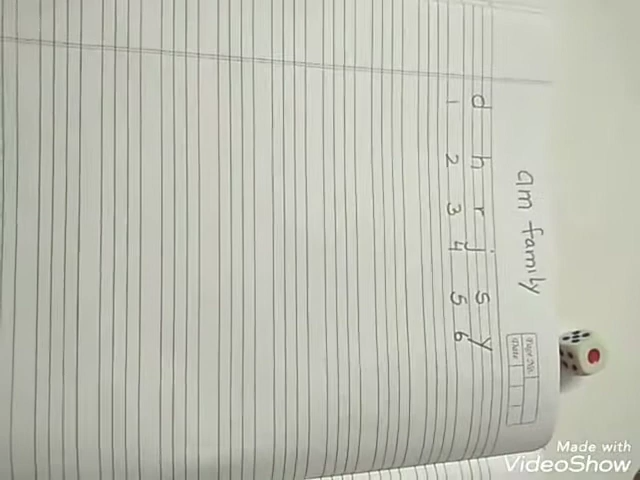 am family
d h r j s y
1 2 3 4 5 6
Page No.
Date
Made with
VideoShow